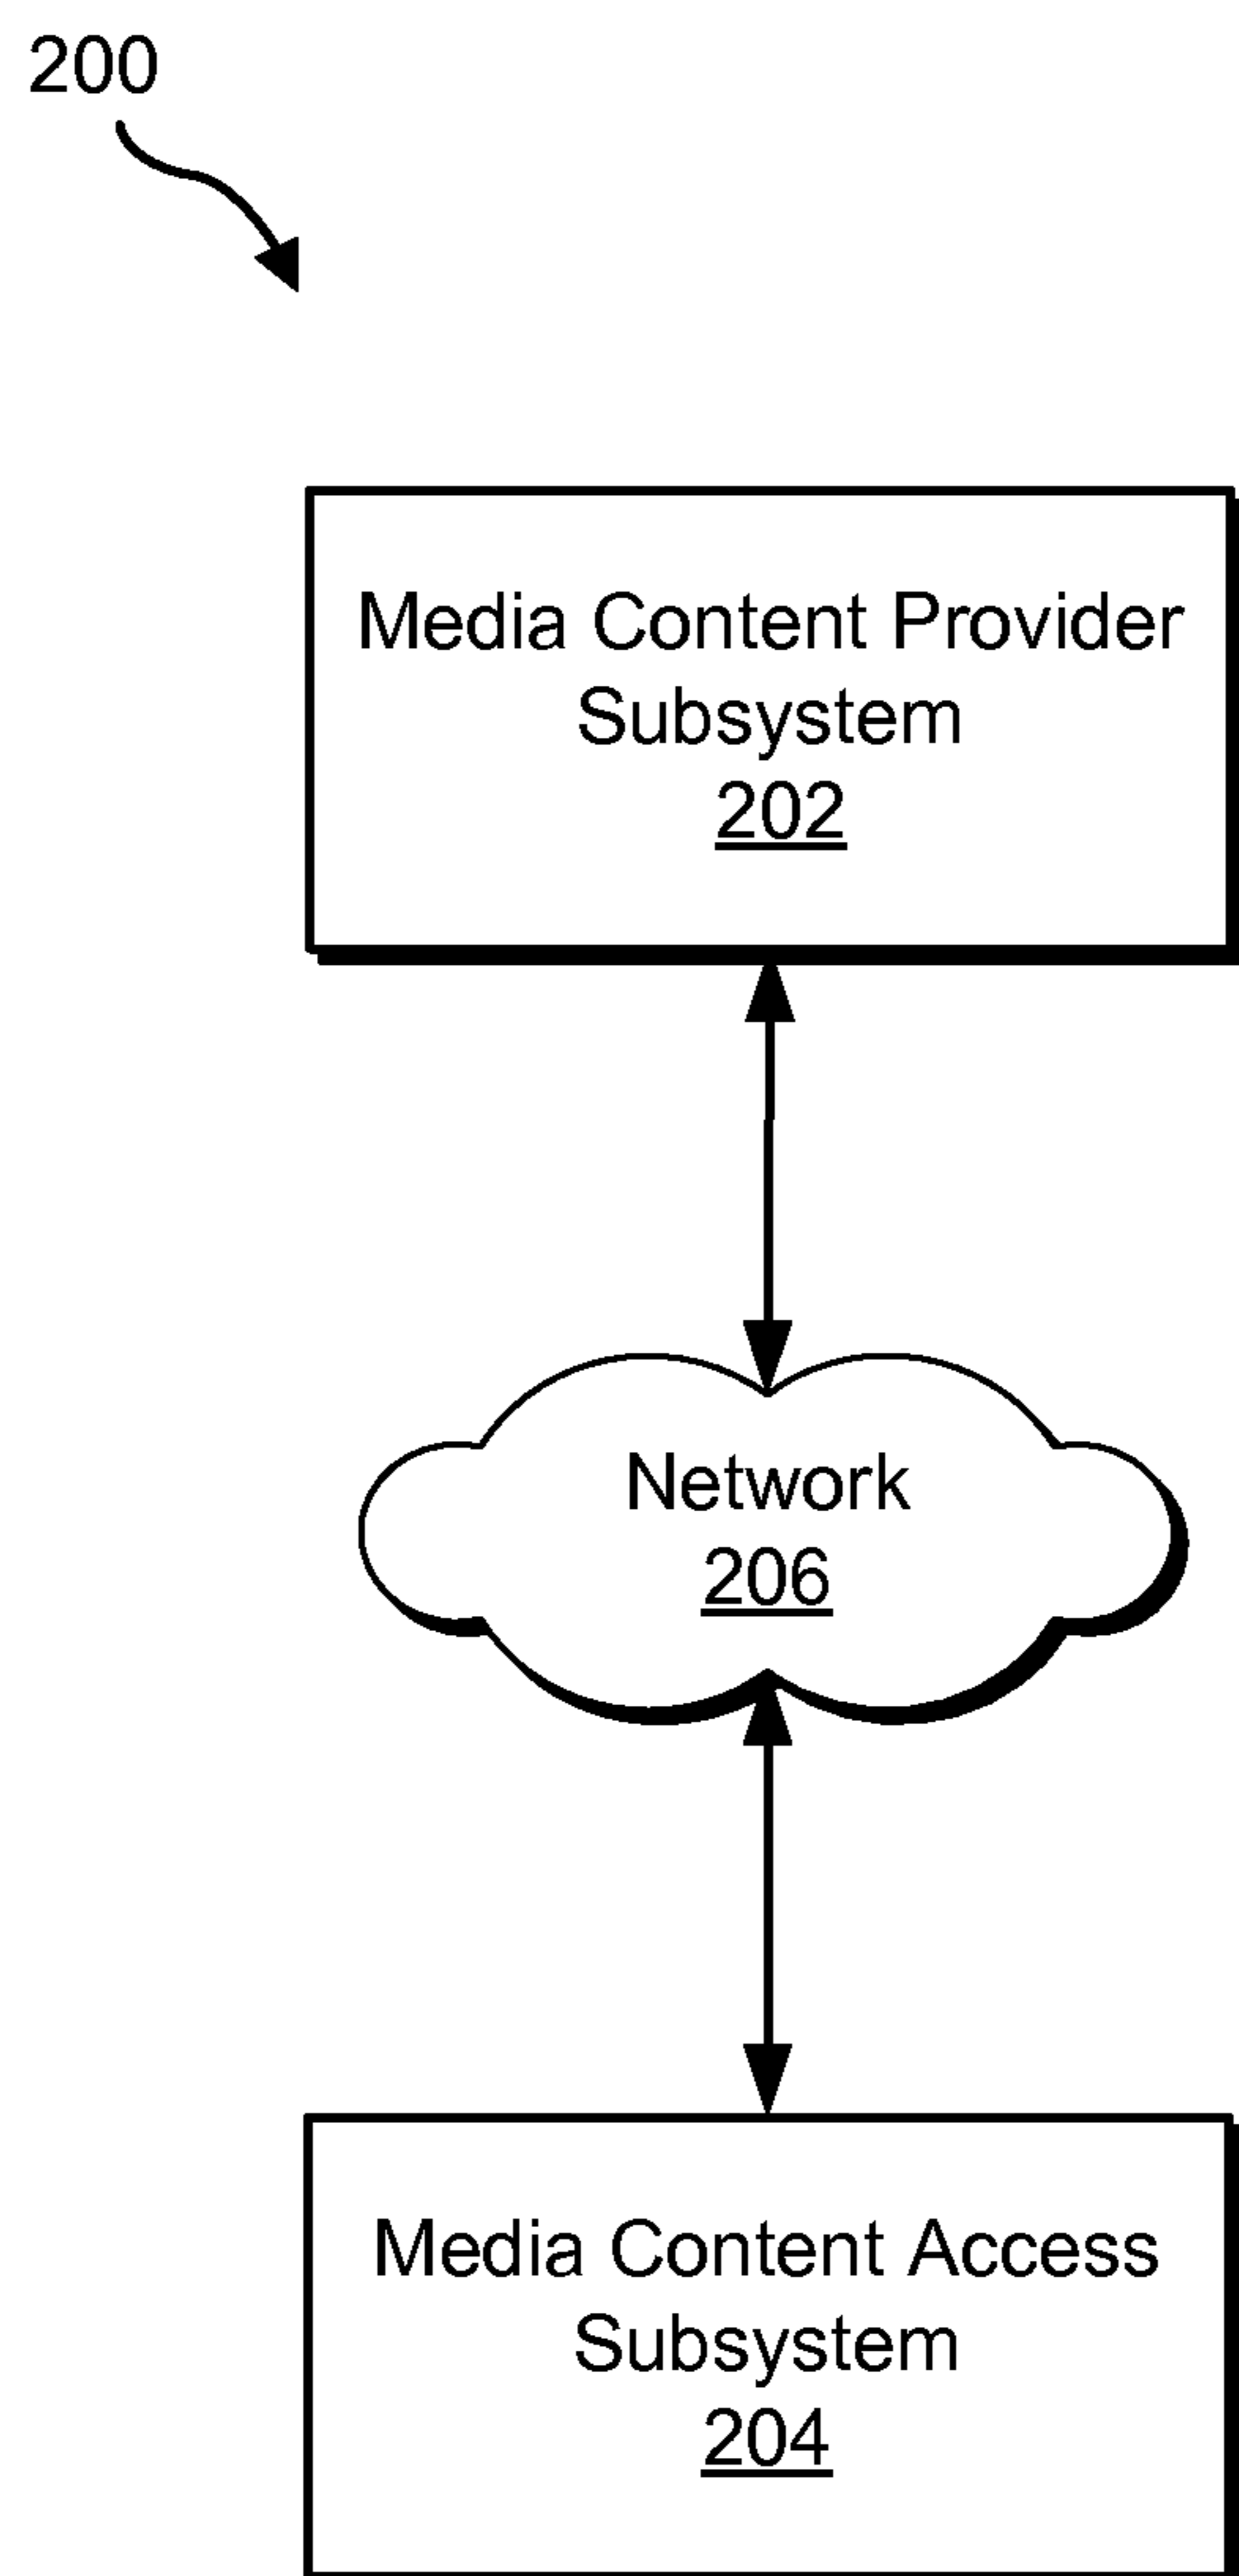 200
Media Content Provider
Subsystem
202
Network
206
Media Content Access
Subsystem
204